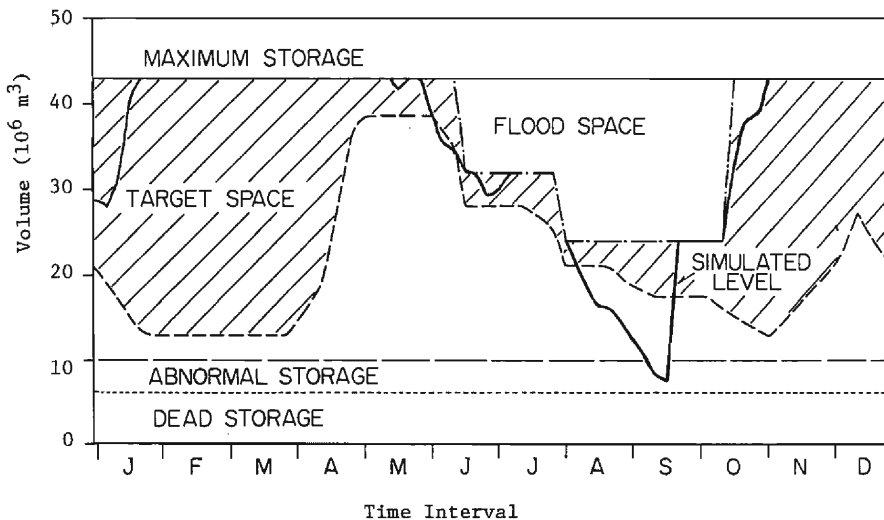 50
MAXIMUM STORAGE
40
FLOOD SPACE
30
TARGET SPACE
20
SIMULATED
LEVEL
10
ABNORMAL STORAGE
DEAD STORAGE
0
Volume (10⁶ m³)
J F M A M J J A S O N D
Time Interval